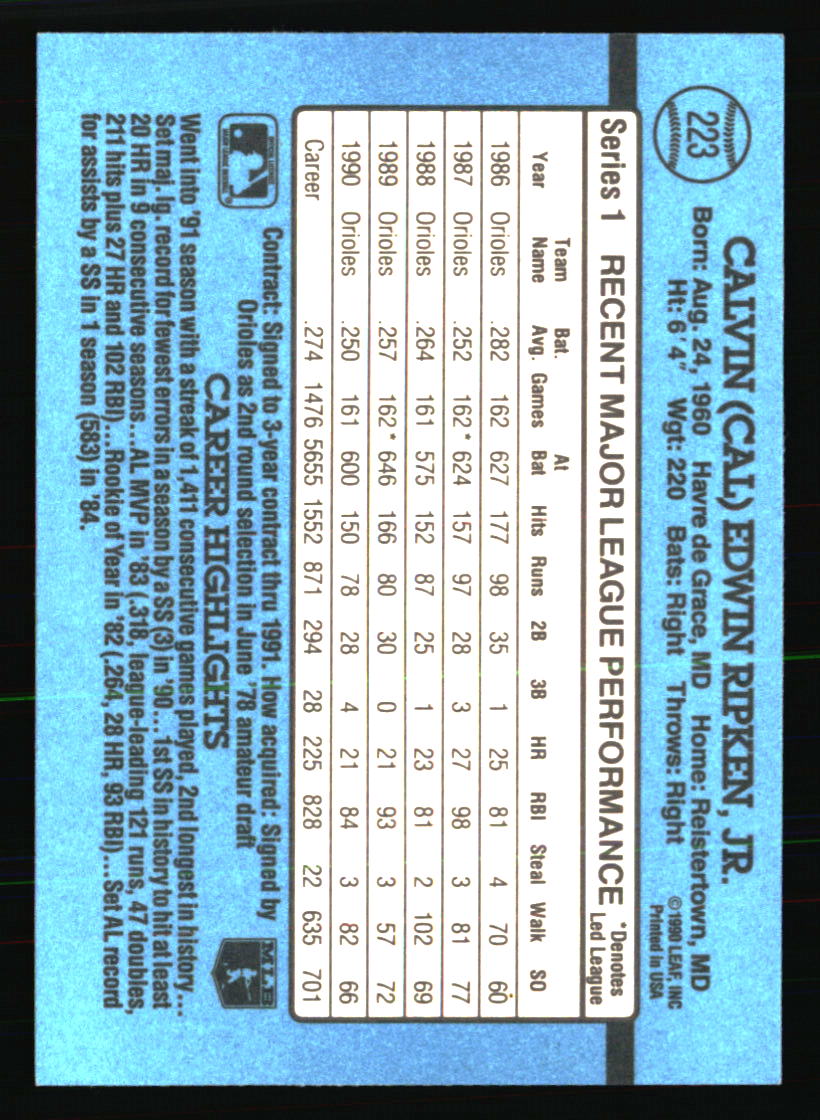 223
CALVIN (CAL) EDWIN RIPKEN, JR.
Born: Aug. 24, 1960 Havre de Grace, MD Home: Reistertown, MD
Ht: 6'4" Wgt: 220 Bats: Right Throws: Right
©1990 LEAF, INC
Printed in USA
Series 1 RECENT MAJOR LEAGUE PERFORMANCE *Denotes Led League
Year Team Name Bat. Avg. Games At Bat Hits Runs 2B 3B HR RBI Steal Walk SO
1986 Orioles .282 162 627 177 98 35 1 25 81 4 70 60
1987 Orioles .252 162* 624 157 97 28 3 27 98 3 81 77
1988 Orioles .264 161 575 152 87 25 1 23 81 2 102 69
1989 Orioles .257 162* 646 166 80 30 0 21 93 3 57 72
1990 Orioles .250 161 600 150 78 28 4 21 84 3 82 66
Career .274 1476 5655 1552 871 294 28 225 828 22 635 701
Contract: Signed to 3-year contract thru 1991. How acquired: Signed by
Orioles as 2nd round selection in June '78 amateur draft
MLB
CAREER HIGHLIGHTS
Went into '91 season with a streak of 1,411 consecutive games played, 2nd longest in history...
Set maj. lg. record for fewest errors in a season by a SS (3) in '90...1st SS in history to hit at least
20 HR in 9 consecutive seasons...AL MVP in '83 (.318, league-leading 121 runs, 47 doubles,
211 hits plus 27 HR and 102 RBI)...Rookie of Year in '82 (.264, 28 HR, 93 RBI)...Set AL record
for assists by a SS in 1 season (583) in '84.